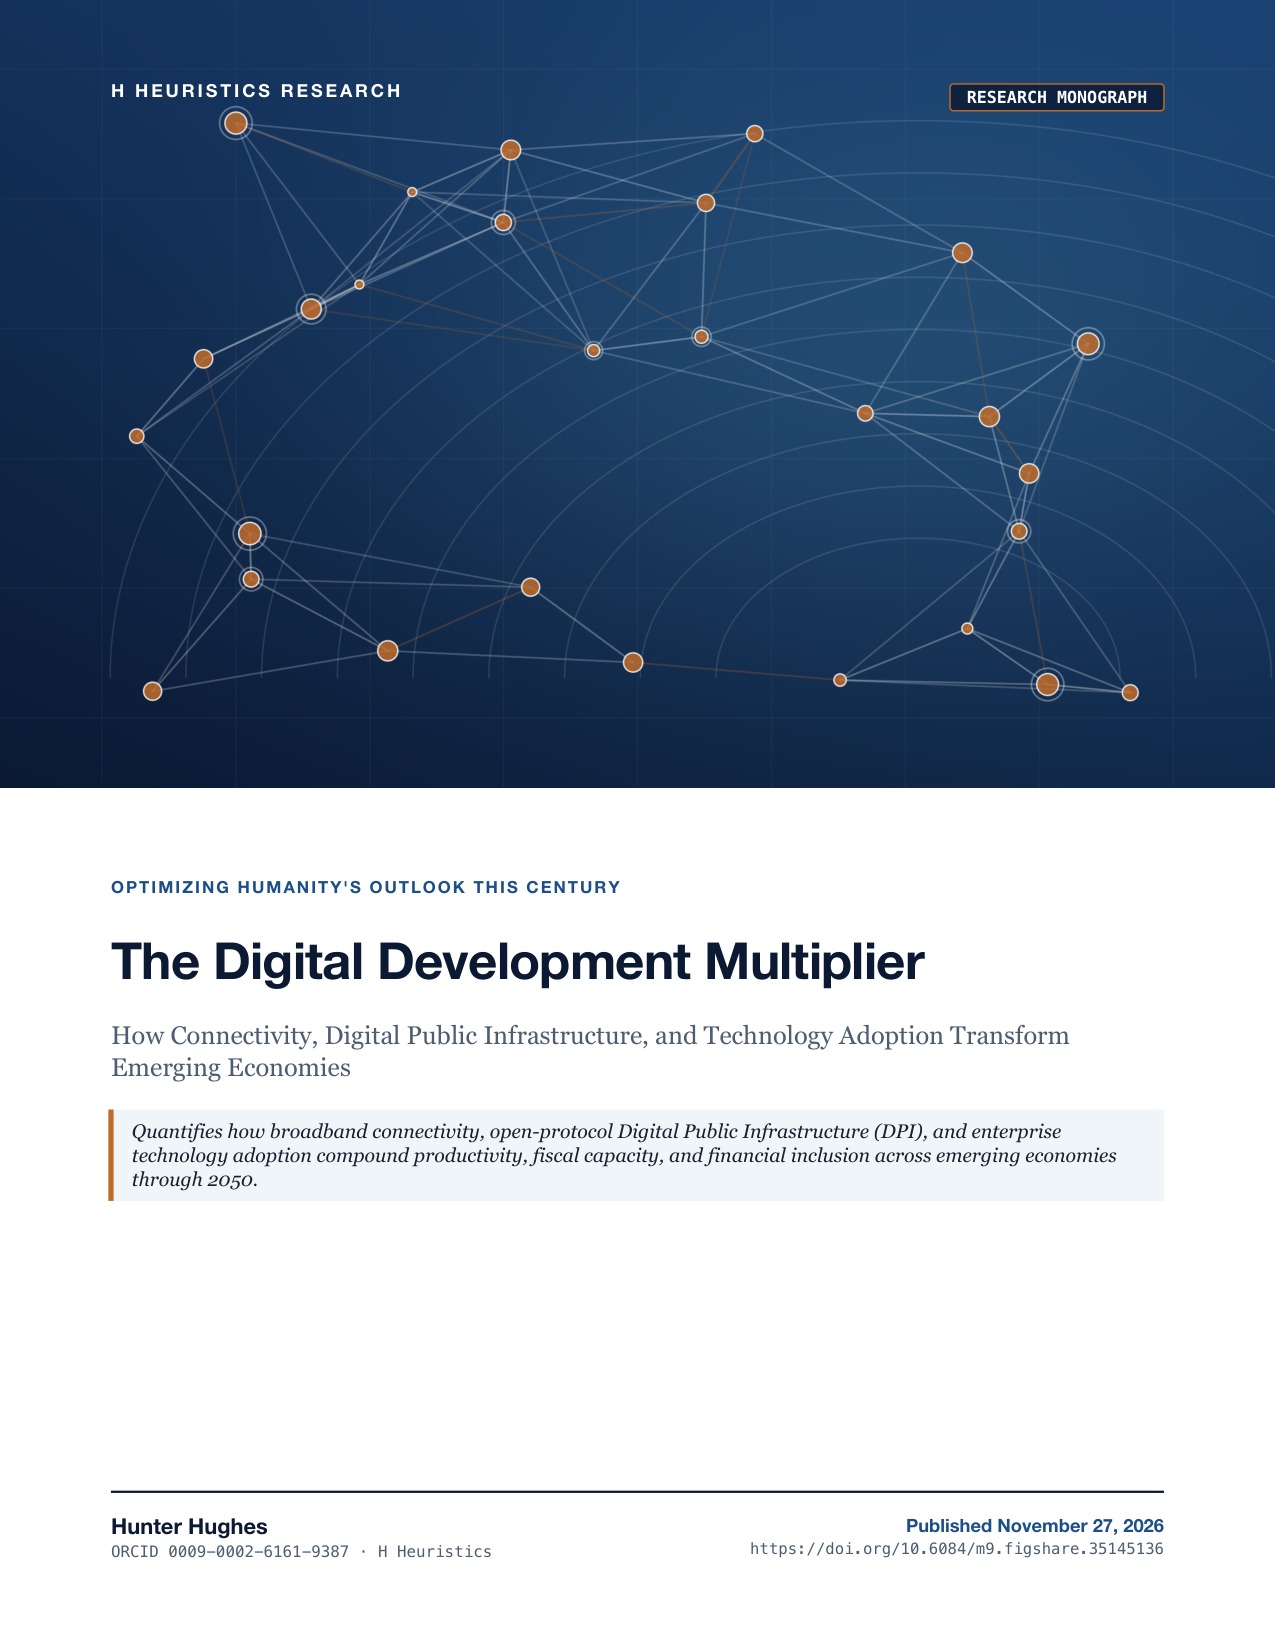 H HEURISTICS RESEARCH
RESEARCH MONOGRAPH
OPTIMIZING HUMANITY'S OUTLOOK THIS CENTURY
The Digital Development Multiplier
How Connectivity, Digital Public Infrastructure, and Technology Adoption Transform
Emerging Economies
Quantifies how broadband connectivity, open-protocol Digital Public Infrastructure (DPI), and enterprise
technology adoption compound productivity, fiscal capacity, and financial inclusion across emerging economies
through 2050.
Hunter Hughes
ORCID 0009-0002-6161-9387 · H Heuristics
Published November 27, 2026
https://doi.org/10.6084/m9.figshare.35145136